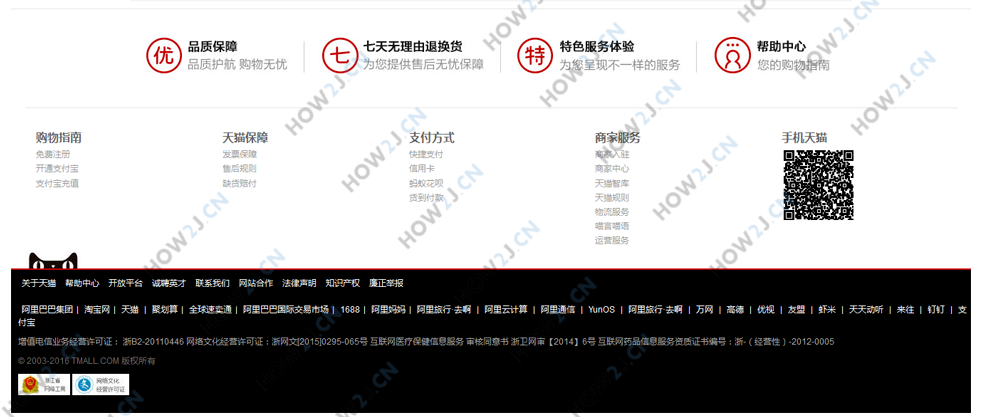 优 品质保障 七 七天无理由退换货 特 特色服务体验 帮助中心
品质护航 购物无忧 为您提供售后无忧保障 为您呈现不一样的服务 您的购物指南
购物指南 天猫保障 支付方式 商家服务 手机天猫
免费注册 发票保障 快捷支付 商家入驻
开通支付宝 售后规则 信用卡 商家中心
支付宝充值 缺货赔付 蚂蚁花呗 天猫智库
货到付款 天猫规则
物流服务
喵言喵语
运营服务
关于天猫 帮助中心 开放平台 诚聘英才 联系我们 网站合作 法律声明 知识产权 廉正举报
阿里巴巴集团 | 淘宝网 | 天猫 | 聚划算 | 全球速卖通 | 阿里巴巴国际交易市场 | 1688 | 阿里妈妈 | 阿里旅行·去啊 | 阿里云计算 | 阿里通信 | YunOS | 阿里旅行·去啊 | 万网 | 高德 | 优视 | 友盟 | 虾米 | 天天动听 | 来往 | 钉钉 | 支
付宝
增值电信业务经营许可证： 浙B2-20110446 网络文化经营许可证：浙网文[2015]0295-065号 互联网医疗保健信息服务 审核同意书 浙卫网审【2014】6号 互联网药品信息服务资质证书编号：浙-（经营性）-2012-0005
© 2003-2016 TMALL.COM 版权所有
网络文化
经营许可证
HOW2J.CN